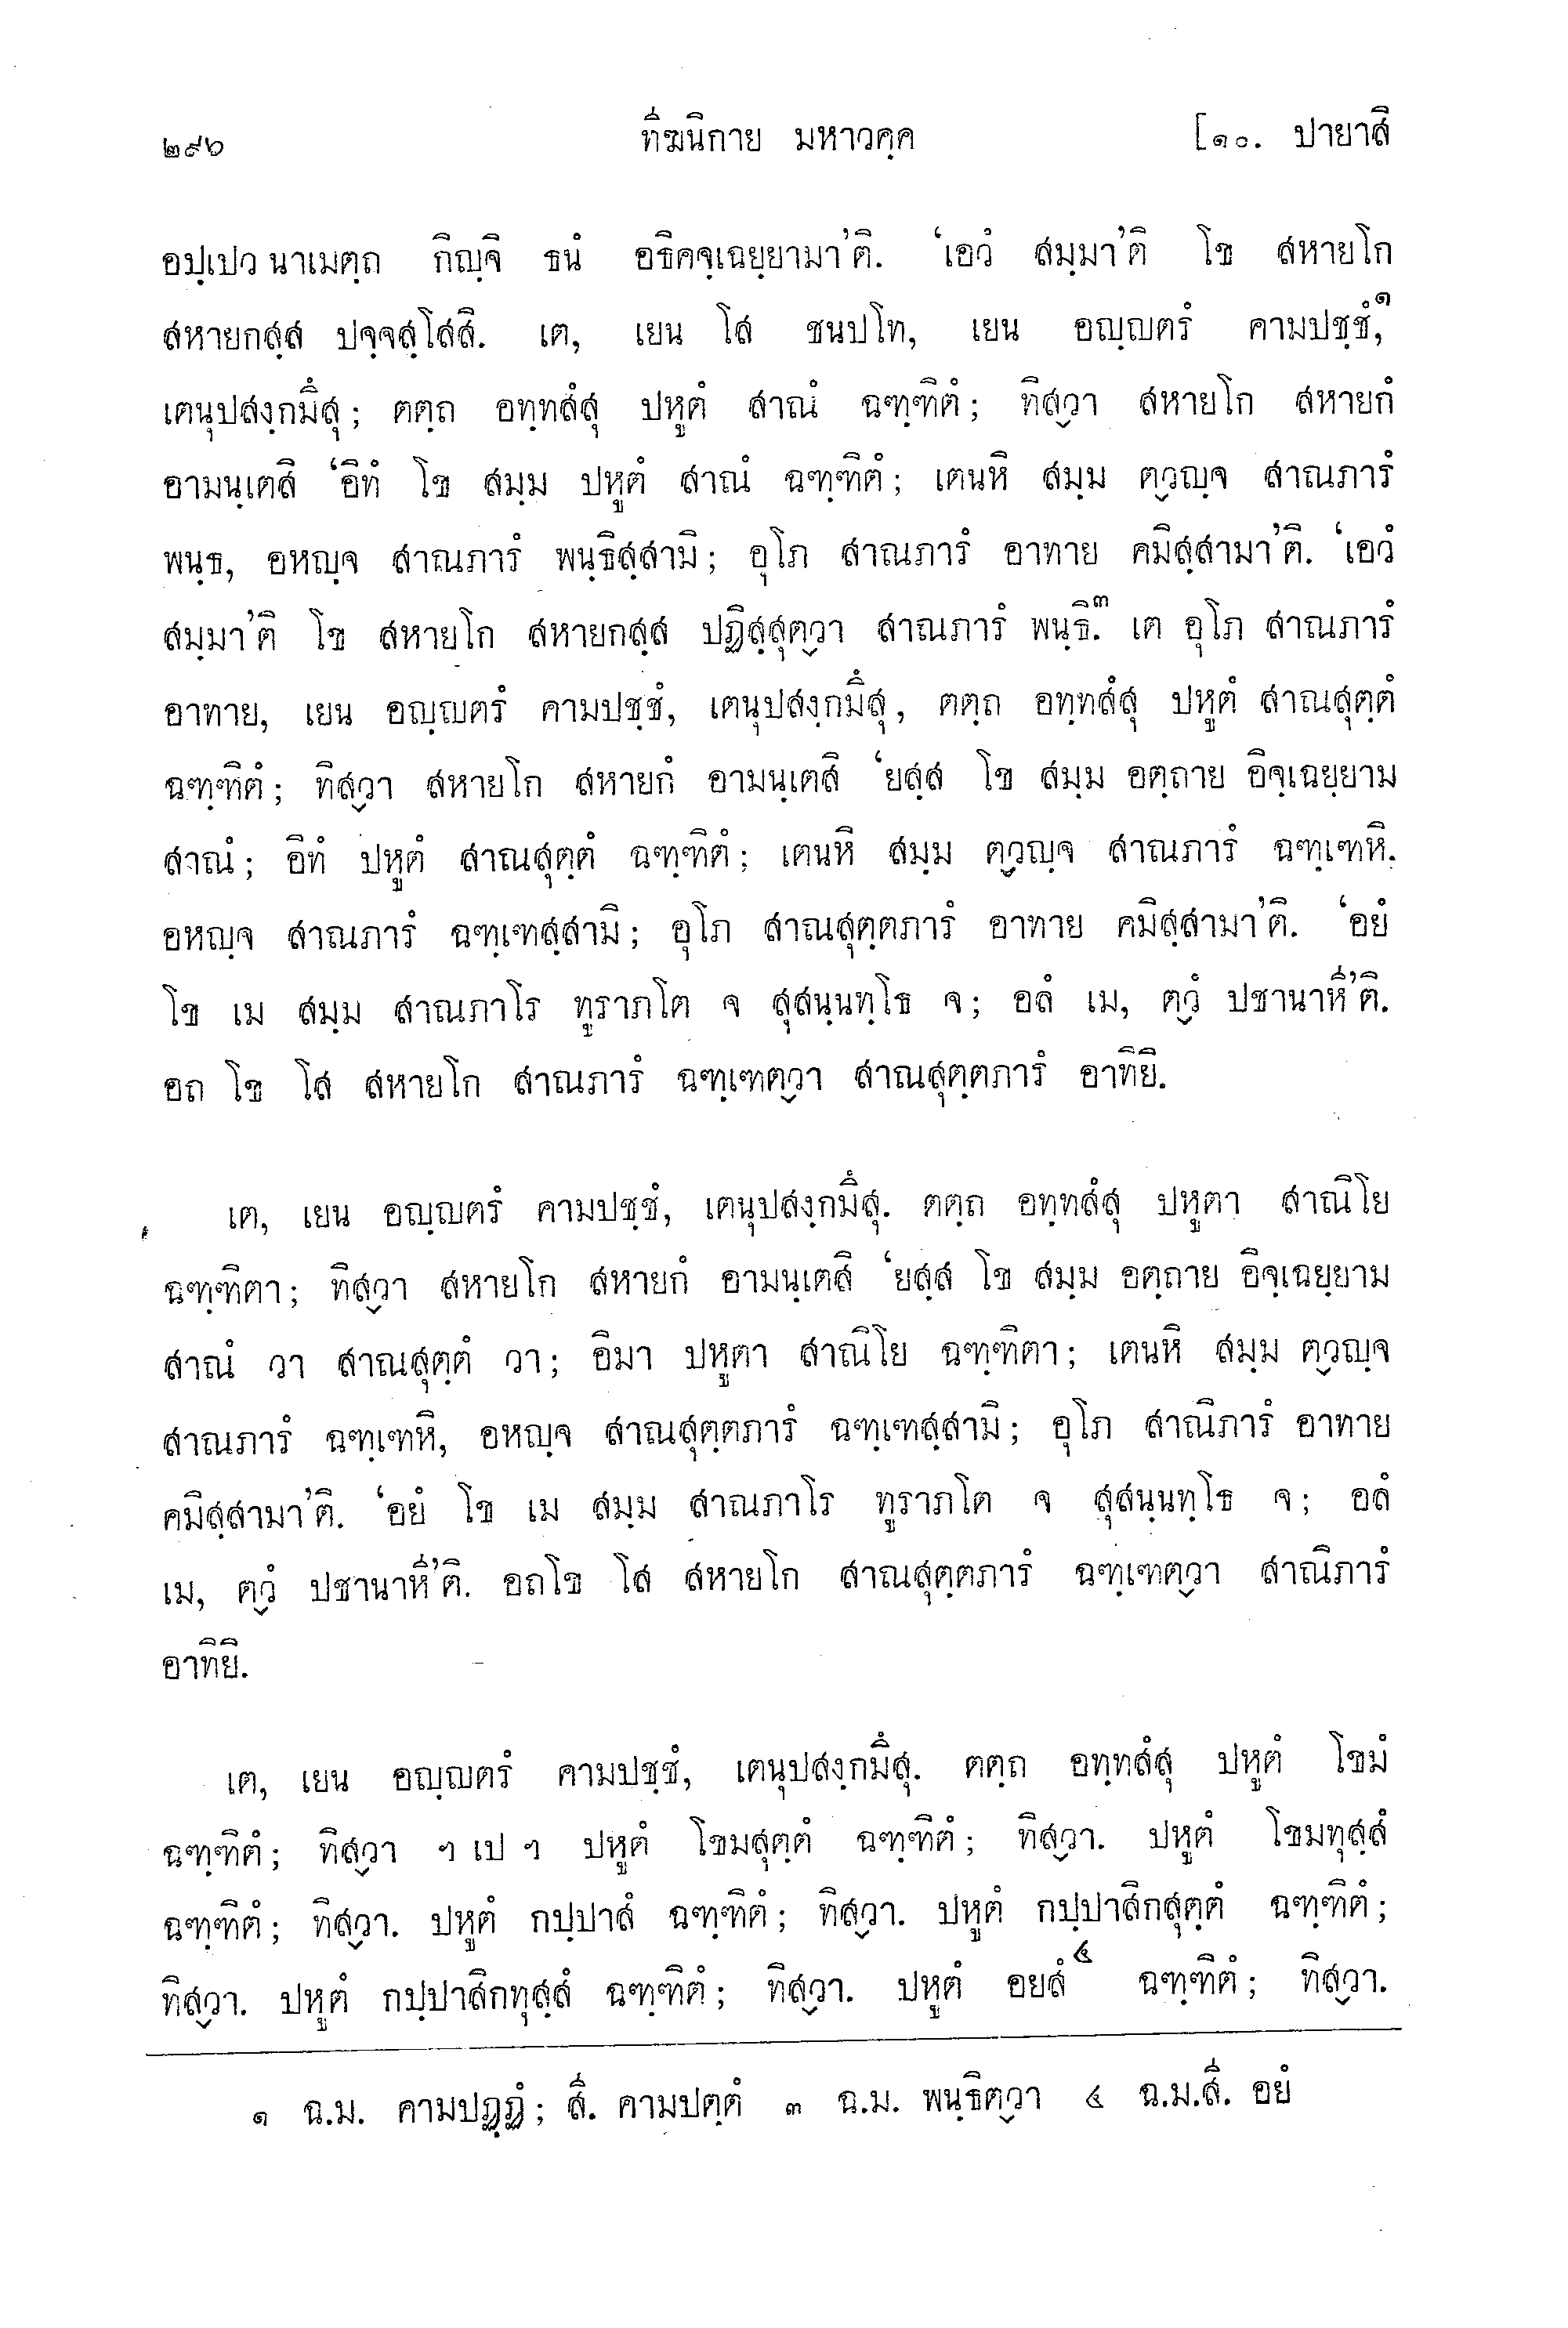 ๒๙๖ ทีฆนิกาย มหาวคฺค [๑๐. ปายาสิ
อปฺเปว นาเมตฺถ กิญฺจิ ธนํ อธิคจฺเฉยฺยามา’ติ. ‘เอวํ สมฺมา’ติ โข สหายโก
สหายกสฺส ปจฺจสฺโสสิ. เต, เยน โส ชนปโท, เยน อญฺญตรํ คามปชฺชํ,๑
เตนุปสงฺกมึสุ; ตตฺถ อทฺทสํสุ ปหูตํ สาณํ ฉฑฺฑิตํ; ทิสฺวา สหายโก สหายกํ
อามนฺเตสิ ‘อิทํ โข สมฺม ปหูตํ สาณํ ฉฑฺฑิตํ; เตนหิ สมฺม ตฺวญฺจ สาณภารํ
พนฺธ, อหญฺจ สาณภารํ พนฺธิสฺสามิ; อุโภ สาณภารํ อาทาย คมิสฺสามา’ติ. ‘เอวํ
สมฺมา’ติ โข สหายโก สหายกสฺส ปฏิสฺสุตฺวา สาณภารํ พนฺธิ.๓ เต อุโภ สาณภารํ
อาทาย, เยน อญฺญตรํ คามปชฺชํ, เตนุปสงฺกมึสุ, ตตฺถ อทฺทสํสุ ปหูตํ สาณสุตฺตํ
ฉฑฺฑิตํ; ทิสฺวา สหายโก สหายกํ อามนฺเตสิ ‘ยสฺส โข สมฺม อตฺถาย อิจฺเฉยฺยาม
สาณํ; อิทํ ปหูตํ สาณสุตฺตํ ฉฑฺฑิตํ; เตนหิ สมฺม ตฺวญฺจ สาณภารํ ฉฑฺเฑหิ.
อหญฺจ สาณภารํ ฉฑฺเฑสฺสามิ; อุโภ สาณสุตฺตภารํ อาทาย คมิสฺสามา’ติ. ‘อยํ
โข เม สมฺม สาณภาโร ทูราภโต จ สุสนฺนทฺโธ จ; อลํ เม, ตฺวํ ปชานาหี’ติ.
อถ โข โส สหายโก สาณภารํ ฉฑฺเฑตฺวา สาณสุตฺตภารํ อาทิยิ.
เต, เยน อญฺญตรํ คามปชฺชํ, เตนุปสงฺกมึสุ. ตตฺถ อทฺทสํสุ ปหูตา สาณิโย
ฉฑฺฑิตา; ทิสฺวา สหายโก สหายกํ อามนฺเตสิ ‘ยสฺส โข สมฺม อตฺถาย อิจฺเฉยฺยาม
สาณํ วา สาณสุตฺตํ วา; อิมา ปหูตา สาณิโย ฉฑฺฑิตา; เตนหิ สมฺม ตฺวญฺจ
สาณภารํ ฉฑฺเฑหิ, อหญฺจ สาณสุตฺตภารํ ฉฑฺเฑสฺสามิ; อุโภ สาณิภารํ อาทาย
คมิสฺสามา’ติ. ‘อยํ โข เม สมฺม สาณภาโร ทูราภโต จ สุสนฺนทฺโธ จ; อลํ
เม, ตฺวํ ปชานาหี’ติ. อถโข โส สหายโก สาณสุตฺตภารํ ฉฑฺเฑตฺวา สาณิภารํ
อาทิยิ.
เต, เยน อญฺญตรํ คามปชฺชํ, เตนุปสงฺกมึสุ. ตตฺถ อทฺทสํสุ ปหูตํ โขมํ
ฉฑฺฑิตํ; ทิสฺวา ฯ เป ฯ ปหูตํ โขมสุตฺตํ ฉฑฺฑิตํ; ทิสฺวา. ปหูตํ โขมทุสฺสํ
ฉฑฺฑิตํ; ทิสฺวา. ปหูตํ กปฺปาสํ ฉฑฺฑิตํ; ทิสฺวา. ปหูตํ กปฺปาสิกสุตฺตํ ฉฑฺฑิตํ;
ทิสฺวา. ปหูตํ กปฺปาสิกทุสฺสํ ฉฑฺฑิตํ; ทิสฺวา. ปหูตํ อยสํ๔ ฉฑฺฑิตํ; ทิสฺวา.
๑ ฉ.ม. คามปฏฺฏํ; สี. คามปตฺตํ ๓ ฉ.ม. พนฺธิตฺวา ๔ ฉ.ม.สี. อยํ